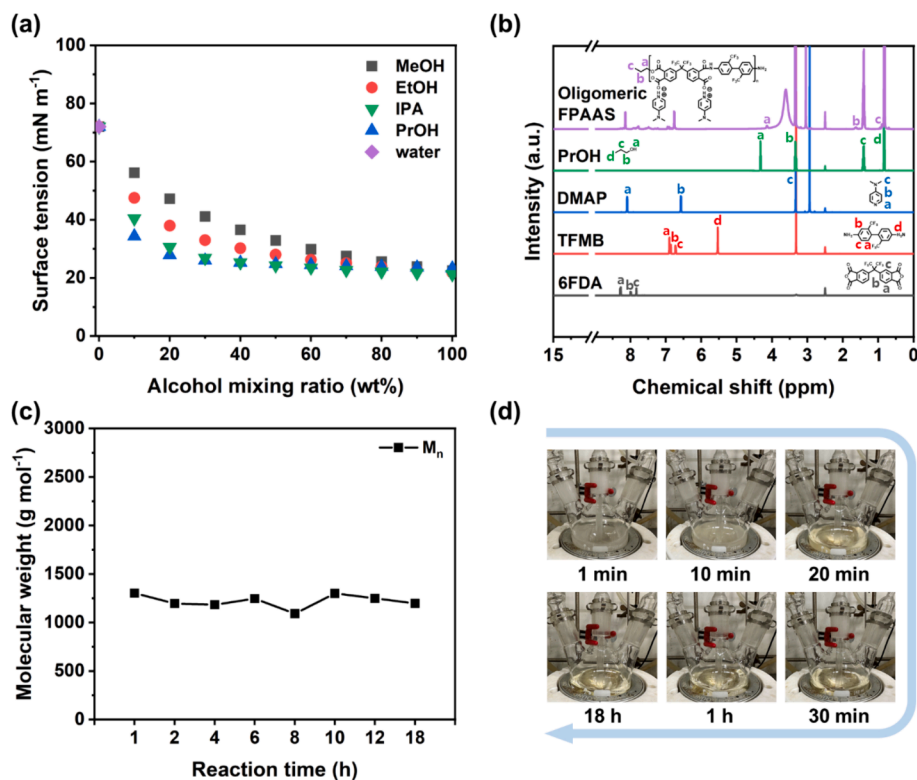 (a)
Surface tension (mN m⁻¹)
100
80
60
40
20
0
0
20
40
60
80
100
Alcohol mixing ratio (wt%)
MeOH
EtOH
IPA
PrOH
water
(b)
Intensity (a.u.)
Oligomeric
FPAAS
a
b
c
PrOH
a
b
c
d
DMAP
a
b
c
TFMB
a
b
c
d
6FDA
a
b
c
15
8
7
6
5
4
3
2
1
0
Chemical shift (ppm)
(c)
Molecular weight (g mol⁻¹)
3000
2500
2000
1500
1250
1000
500
0
Mₙ
1
2
4
6
8
10
12
18
Reaction time (h)
(d)
1 min
10 min
20 min
18 h
1 h
30 min